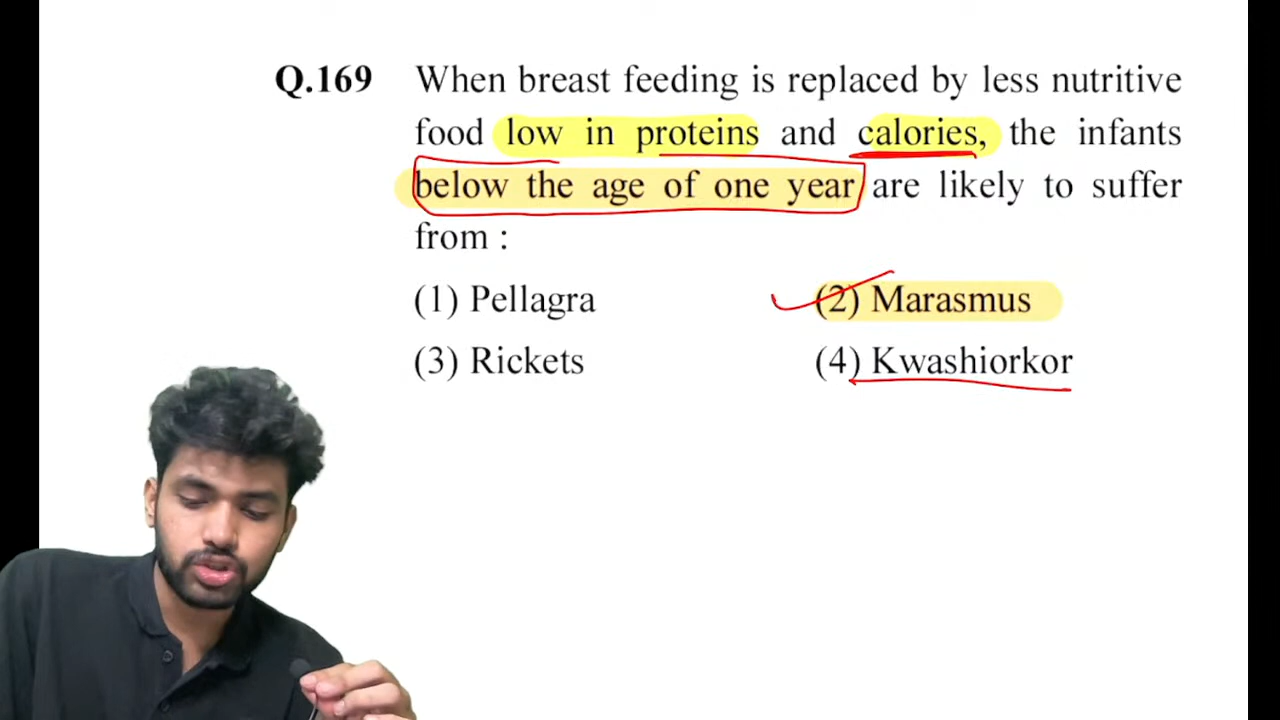 Q.169 When breast feeding is replaced by less nutritive
food low in proteins and calories, the infants
below the age of one year are likely to suffer
from :
(1) Pellagra (2) Marasmus
(3) Rickets (4) Kwashiorkor